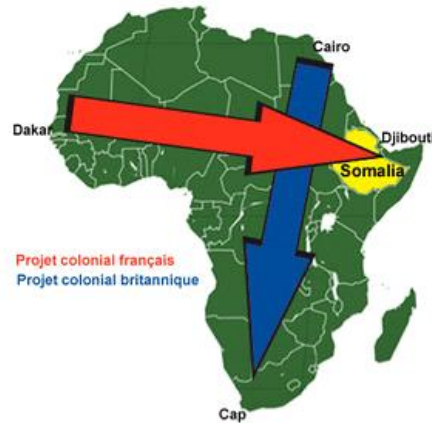 Cairo
Dakar
Djibouti
Somalia
Projet colonial français
Projet colonial britannique
Cap